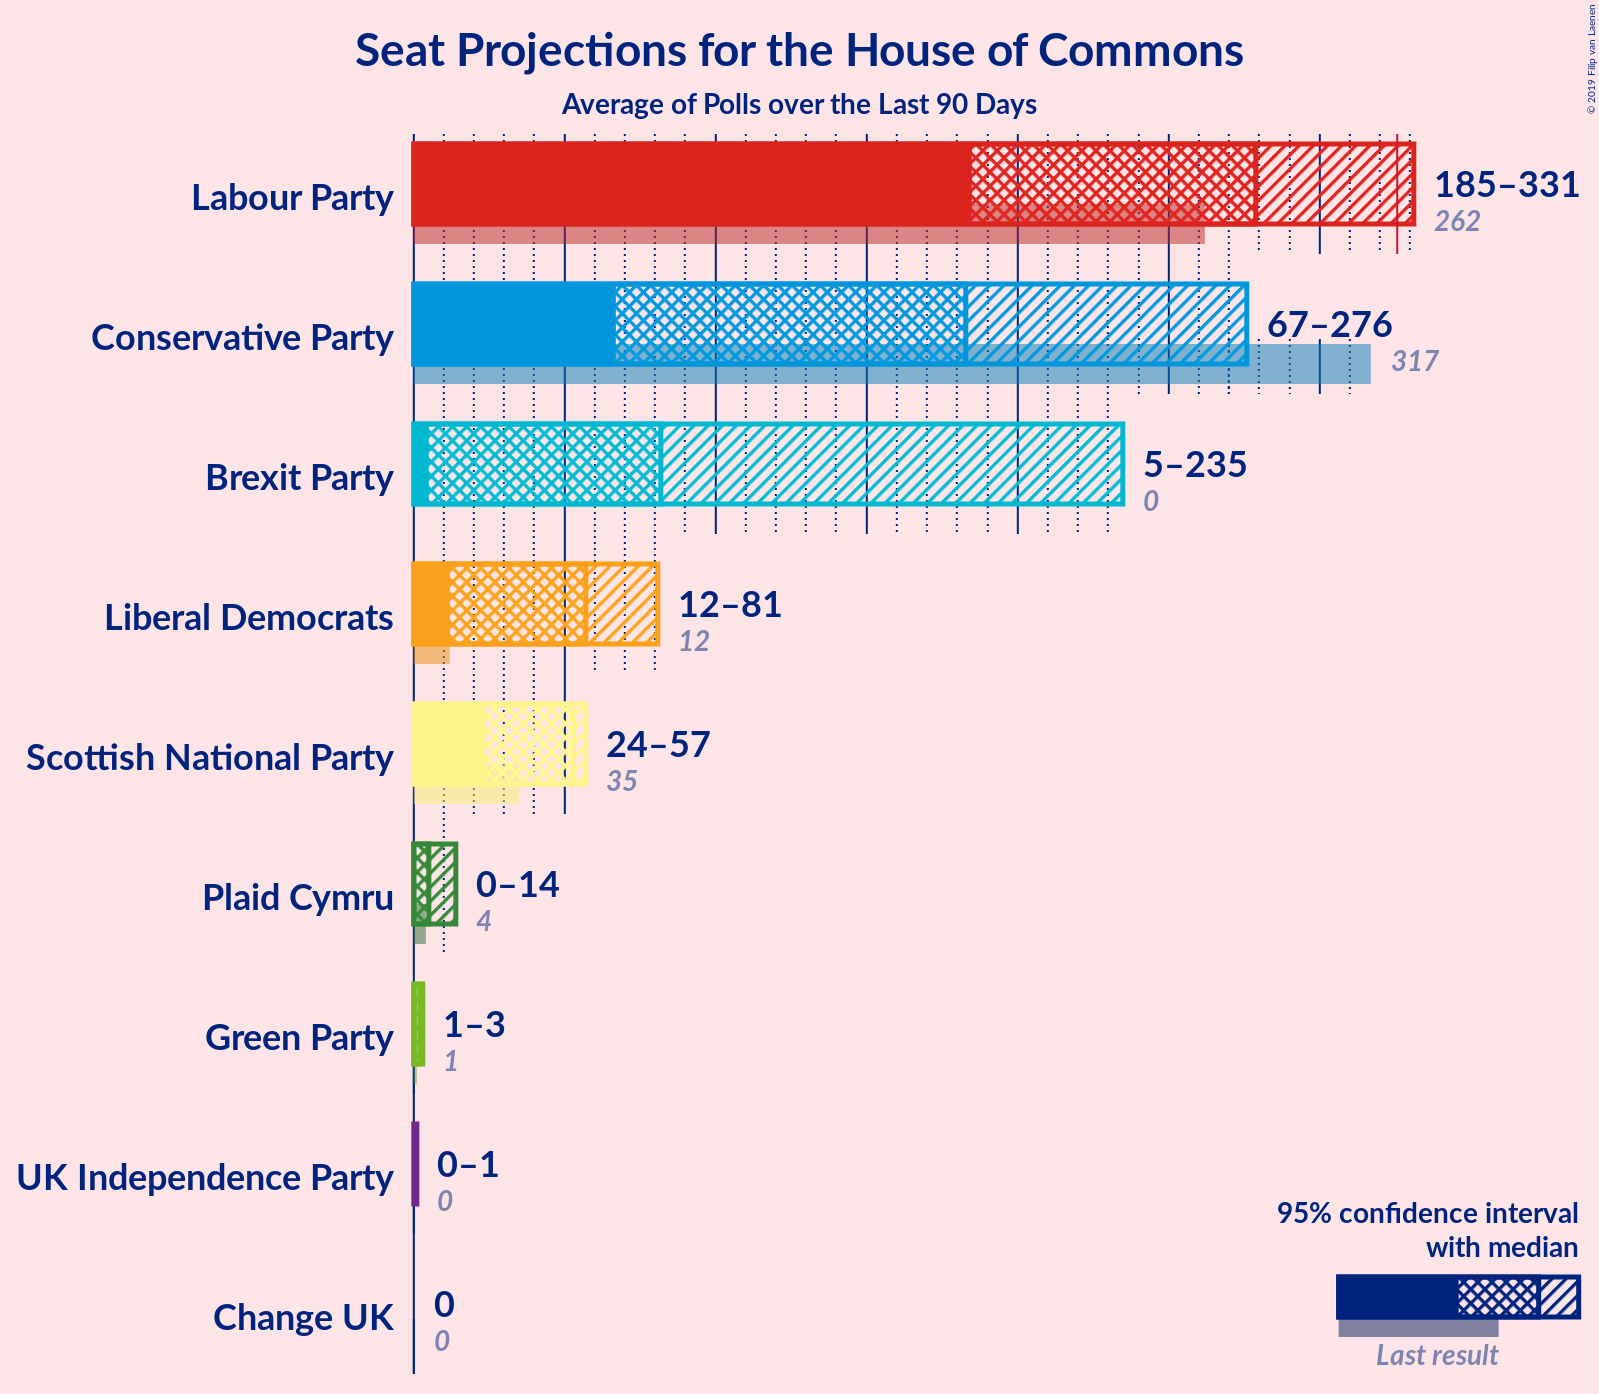 Seat Projections for the House of Commons
Average of Polls over the Last 90 Days
© 2019 Filip van Laenen
Labour Party
185–331
262
Conservative Party
67–276
317
Brexit Party
5–235
0
Liberal Democrats
12–81
12
Scottish National Party
24–57
35
Plaid Cymru
0–14
4
Green Party
1–3
1
UK Independence Party
0–1
0
Change UK
0
0
95% confidence interval
with median
Last result